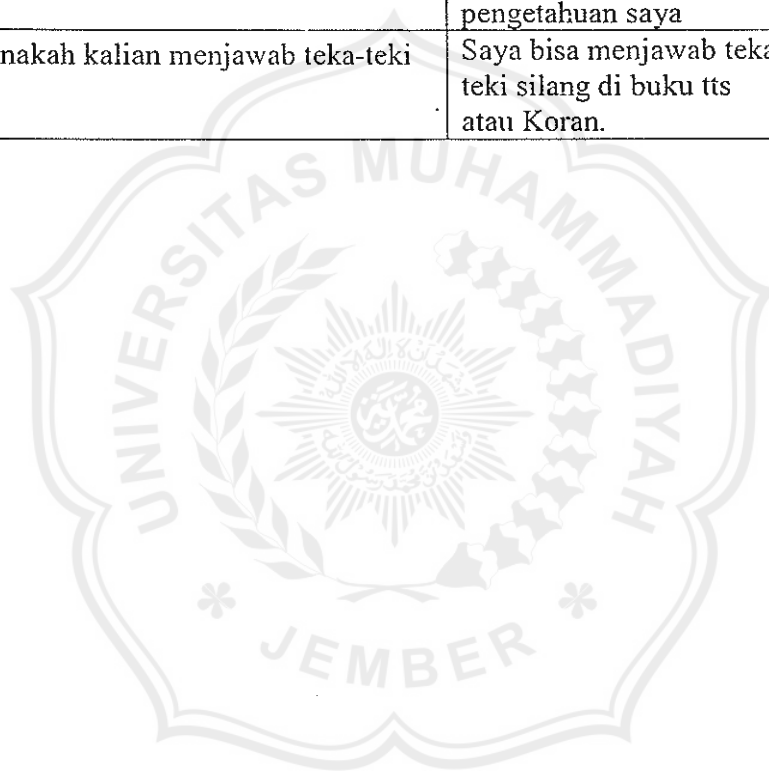 pengetahuan saya
nakah kalian menjawab teka-teki
Saya bisa menjawab teka
teki silang di buku tts
atau Koran.
UNIVERSITAS MUHAMMADIYAH
JEMBER